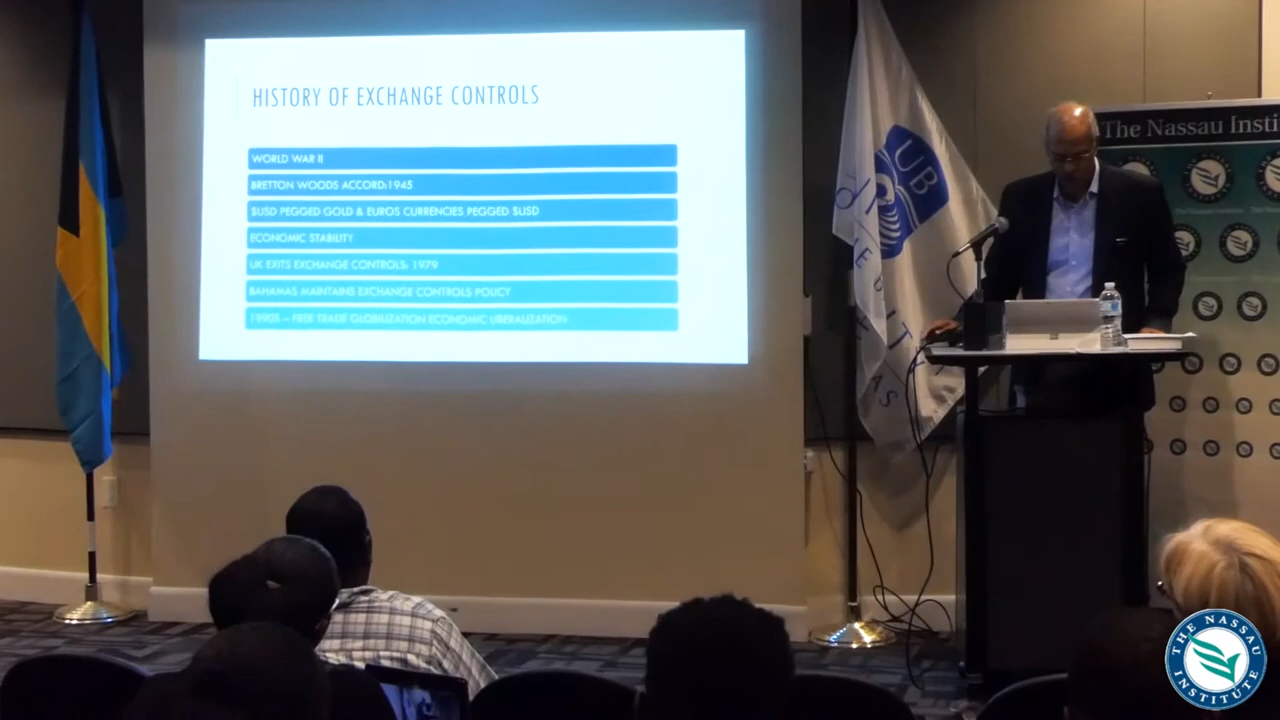 HISTORY OF EXCHANGE CONTROLS
WORLD WAR II
BRETTON WOODS ACCORD:1945
$USD PEGGED GOLD & EUROS CURRENCIES PEGGED $USD
ECONOMIC STABILITY
UK EXITS EXCHANGE CONTROLS: 1979
BAHAMAS MAINTAINS EXCHANGE CONTROLS POLICY
1990S – FREE TRADE GLOBILIZATION ECONOMIC LIBERALIZATION
UB
The Nassau Insti
THE NASSAU INSTITUTE